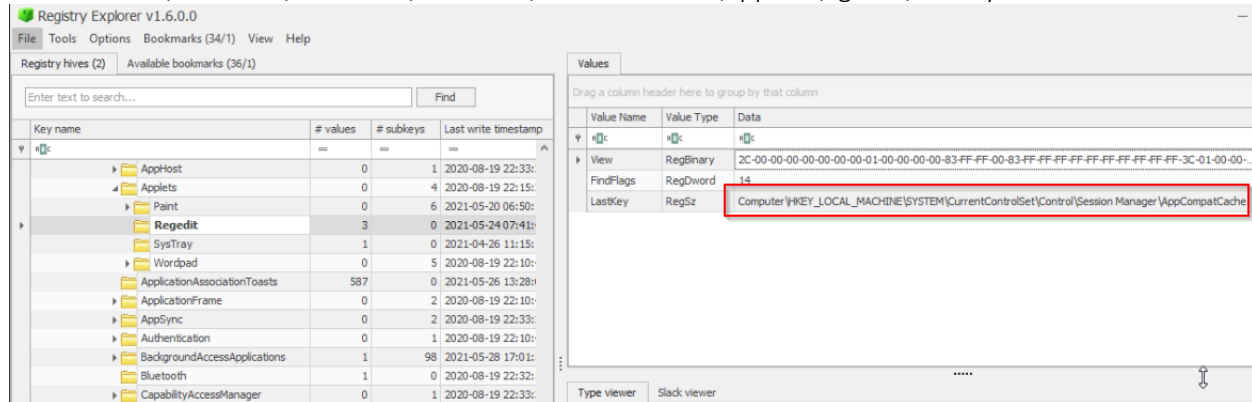 Registry Explorer v1.6.0.0
File Tools Options Bookmarks (34/1) View Help
Registry hives (2) Available bookmarks (36/1)
Enter text to search... Find
Key name # values # subkeys Last write timestamp
= = =
AppHost 0 1 2020-08-19 22:33:
Applets 0 4 2020-08-19 22:15:
Paint 0 6 2021-05-20 06:50:
Regedit 3 0 2021-05-24 07:41:
SysTray 1 0 2021-04-26 11:15:
Wordpad 0 5 2020-08-19 22:10:
ApplicationAssociationToasts 587 0 2021-05-26 13:28:
ApplicationFrame 0 2 2020-08-19 22:10:
AppSync 0 2 2020-08-19 22:33:
Authentication 0 1 2020-08-19 22:10:
BackgroundAccessApplications 1 98 2021-05-28 17:01:
Bluetooth 1 0 2020-08-19 22:32:
CapabilityAccessManager 0 1 2020-08-19 22:33:
Values
Drag a column header here to group by that column
Value Name Value Type Data
View RegBinary 2C-00-00-00-00-00-00-00-01-00-00-00-00-83-FF-FF-00-83-FF-FF-FF-FF-FF-FF-FF-FF-FF-FF-3C-01-00-00-...
FindFlags RegDword 14
LastKey RegSz Computer\HKEY_LOCAL_MACHINE\SYSTEM\CurrentControlSet\Control\Session Manager\AppCompatCache
Type viewer Slack viewer